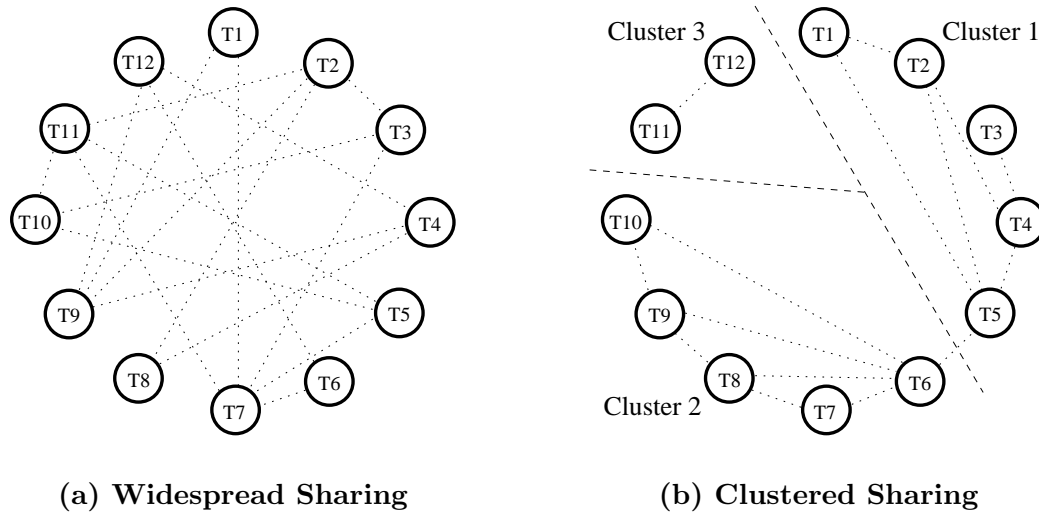 T1
T2
T3
T4
T5
T6
T7
T8
T9
T10
T11
T12
(a) Widespread Sharing
Cluster 3
Cluster 1
T1
T2
T3
T4
T5
T6
T7
T8
T9
T10
T11
T12
Cluster 2
(b) Clustered Sharing